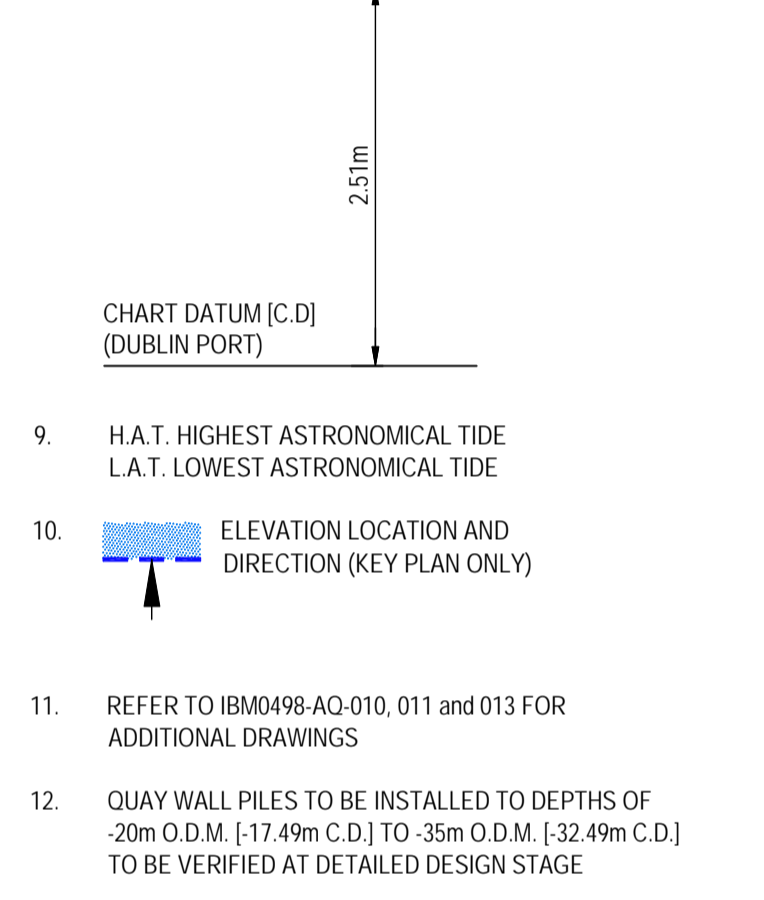 2.51m
CHART DATUM [C.D]
(DUBLIN PORT)
9. H.A.T. HIGHEST ASTRONOMICAL TIDE
L.A.T. LOWEST ASTRONOMICAL TIDE
10. ELEVATION LOCATION AND
DIRECTION (KEY PLAN ONLY)
11. REFER TO IBM0498-AQ-010, 011 and 013 FOR
ADDITIONAL DRAWINGS
12. QUAY WALL PILES TO BE INSTALLED TO DEPTHS OF
-20m O.D.M. [-17.49m C.D.] TO -35m O.D.M. [-32.49m C.D.]
TO BE VERIFIED AT DETAILED DESIGN STAGE